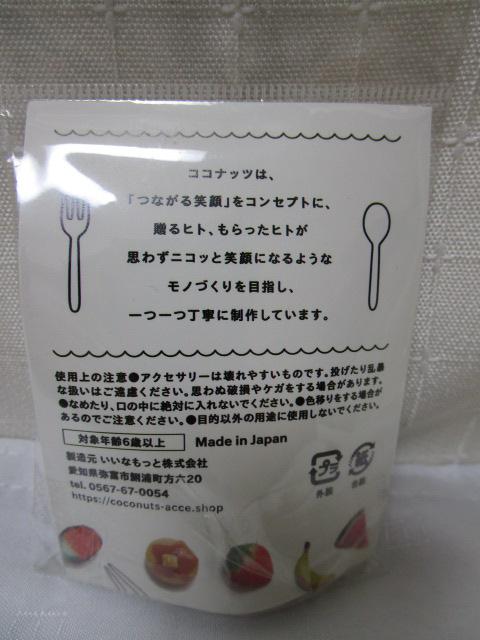 ココナッツは、
「つながる笑顔」をコンセプトに、
贈るヒト、もらったヒトが
思わずニコッと笑顔になるような
モノづくりを目指し、
一つ一つ丁寧に制作しています。
使用上の注意●アクセサリーは壊れやすいものです。投げたり乱暴
な扱いはご遠慮ください。思わぬ破損やケガをする場合があります。
●なめたり、口の中に絶対に入れないでください。●色移りをする場合が
あるのでご注意ください。●目的以外の用途に使用しないでください。
対象年齢6歳以上 Made in Japan
製造元 いいなもっと株式会社
愛知県弥富市鯏浦町方六20
tel. 0567-67-0054
https://coconuts-acce.shop
プラ 紙
外装 台紙